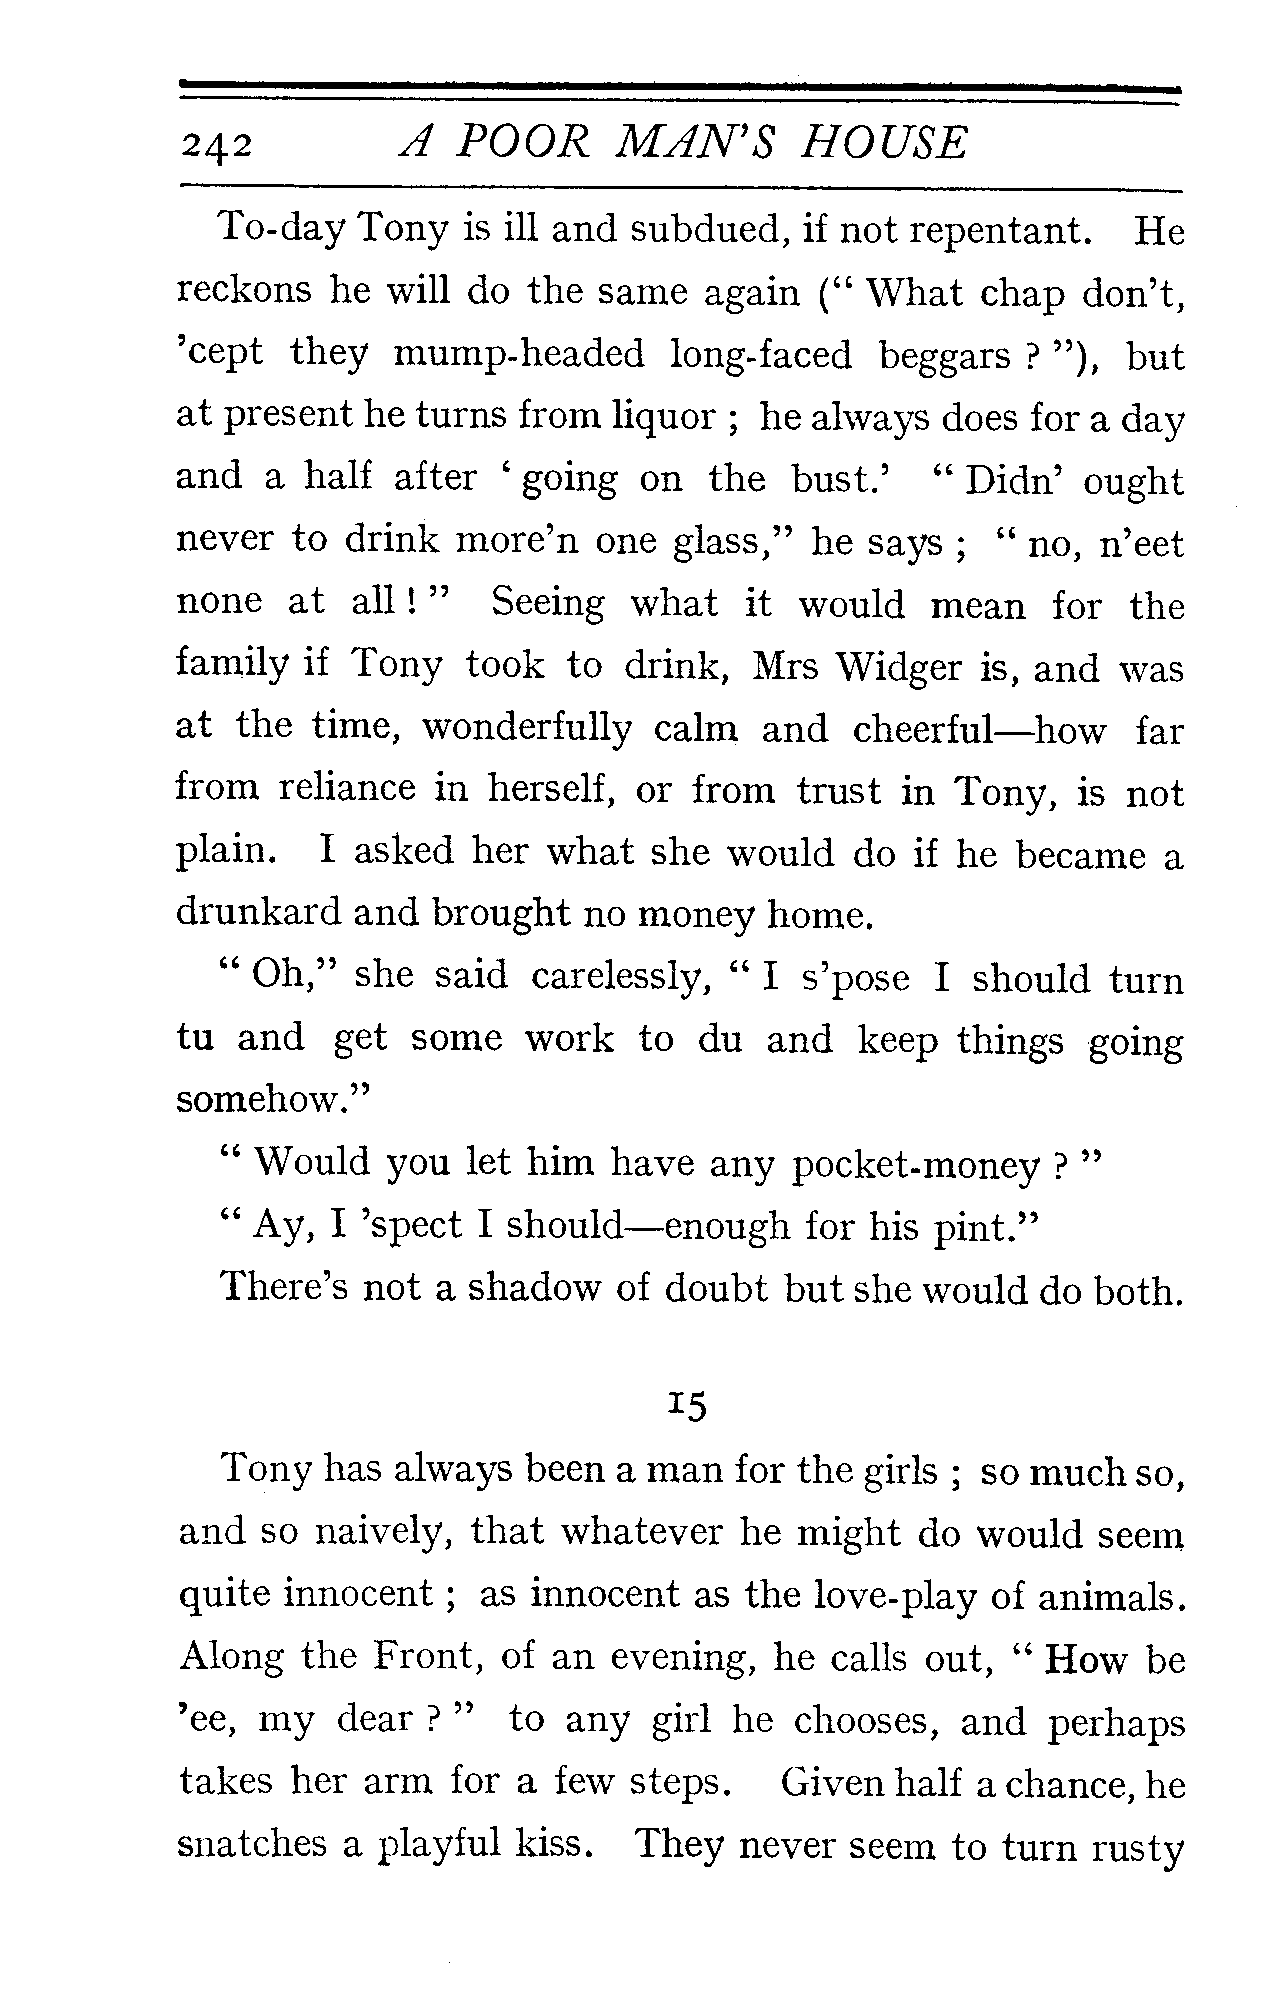 242 A POOR MAN'S HOUSE
To-day Tony is ill and subdued, if not repentant. He
reckons he will do the same again (“ What chap don't,
'cept they mump-headed long-faced beggars ? ”), but
at present he turns from liquor ; he always does for a day
and a half after ‘ going on the bust.’ “ Didn’ ought
never to drink more'n one glass,” he says ; “ no, n'eet
none at all ! ” Seeing what it would mean for the
family if Tony took to drink, Mrs Widger is, and was
at the time, wonderfully calm and cheerful—how far
from reliance in herself, or from trust in Tony, is not
plain. I asked her what she would do if he became a
drunkard and brought no money home.
“ Oh,” she said carelessly, “ I s'pose I should turn
tu and get some work to du and keep things going
somehow.”
“ Would you let him have any pocket-money ? ”
“ Ay, I 'spect I should—enough for his pint.”
There's not a shadow of doubt but she would do both.
15
Tony has always been a man for the girls ; so much so,
and so naively, that whatever he might do would seem
quite innocent ; as innocent as the love-play of animals.
Along the Front, of an evening, he calls out, “ How be
'ee, my dear ? ” to any girl he chooses, and perhaps
takes her arm for a few steps. Given half a chance, he
snatches a playful kiss. They never seem to turn rusty